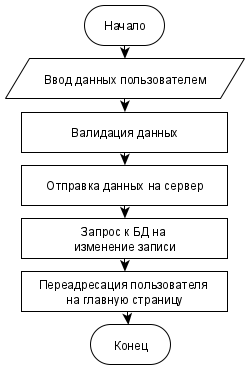 Начало
Ввод данных пользователем
Валидация данных
Отправка данных на сервер
Запрос к БД на
изменение записи
Переадресация пользователя
на главную страницу
Конец